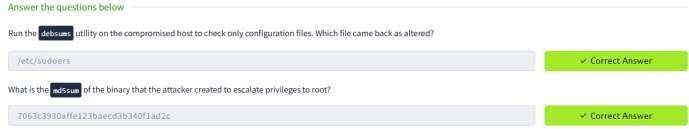 Answer the questions below
Run the debsums utility on the compromised host to check only configuration files. Which file came back as altered?
/etc/sudoers
✓ Correct Answer
What is the md5sum of the binary that the attacker created to escalate privileges to root?
7063c3930affe123baecd3b340f1ad2c
✓ Correct Answer